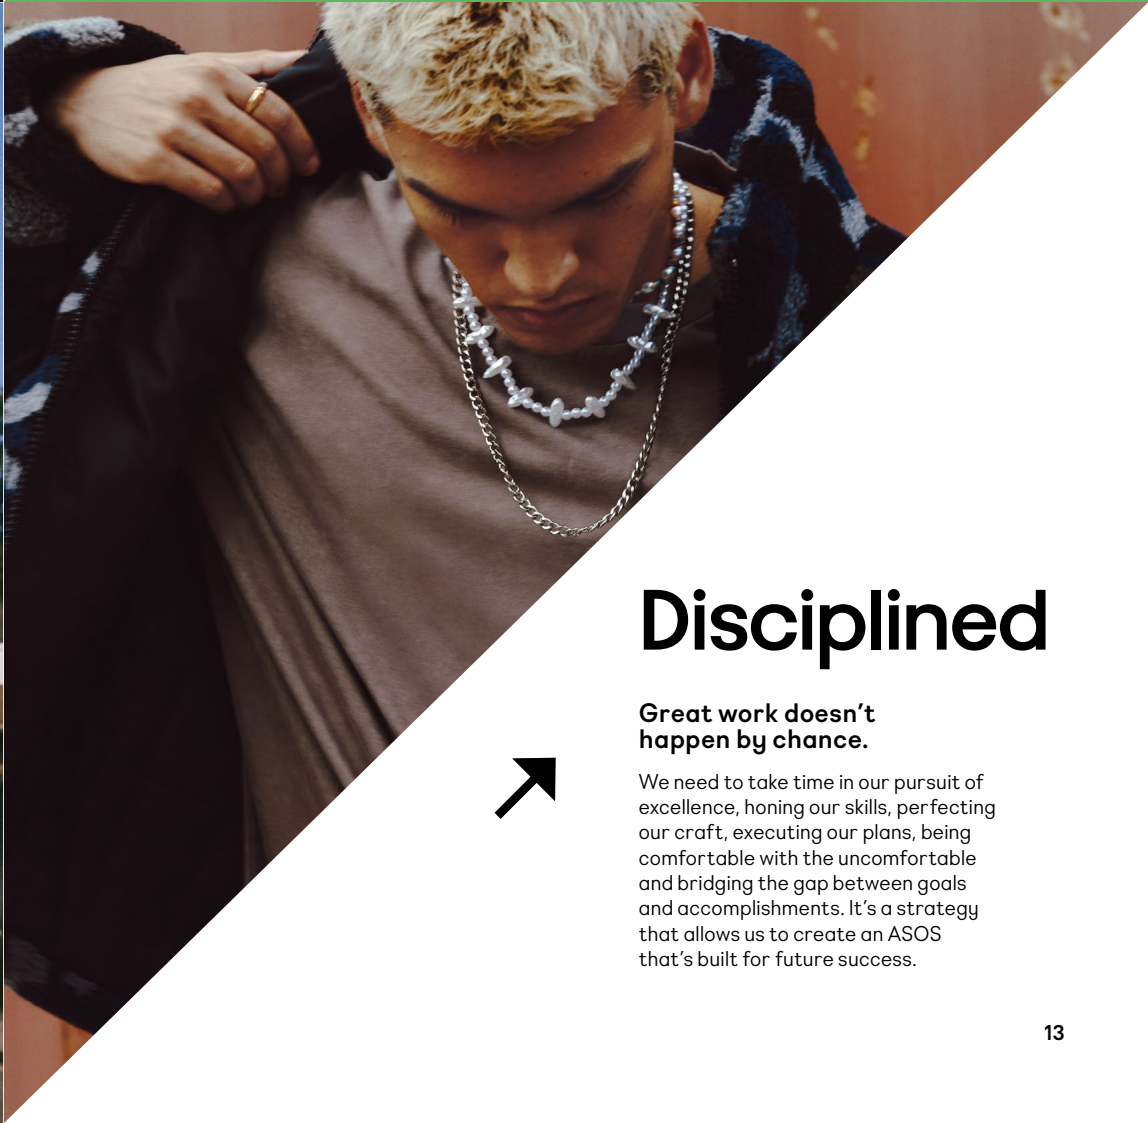 Disciplined
Great work doesn’t
happen by chance.
We need to take time in our pursuit of
excellence, honing our skills, perfecting
our craft, executing our plans, being
comfortable with the uncomfortable
and bridging the gap between goals
and accomplishments. It’s a strategy
that allows us to create an ASOS
that’s built for future success.
13